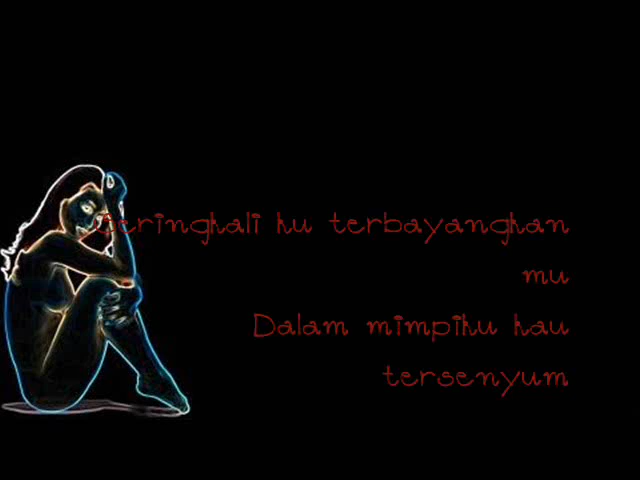 Seringkali ku terbayangkan
mu
Dalam mimpiku kau
tersenyum